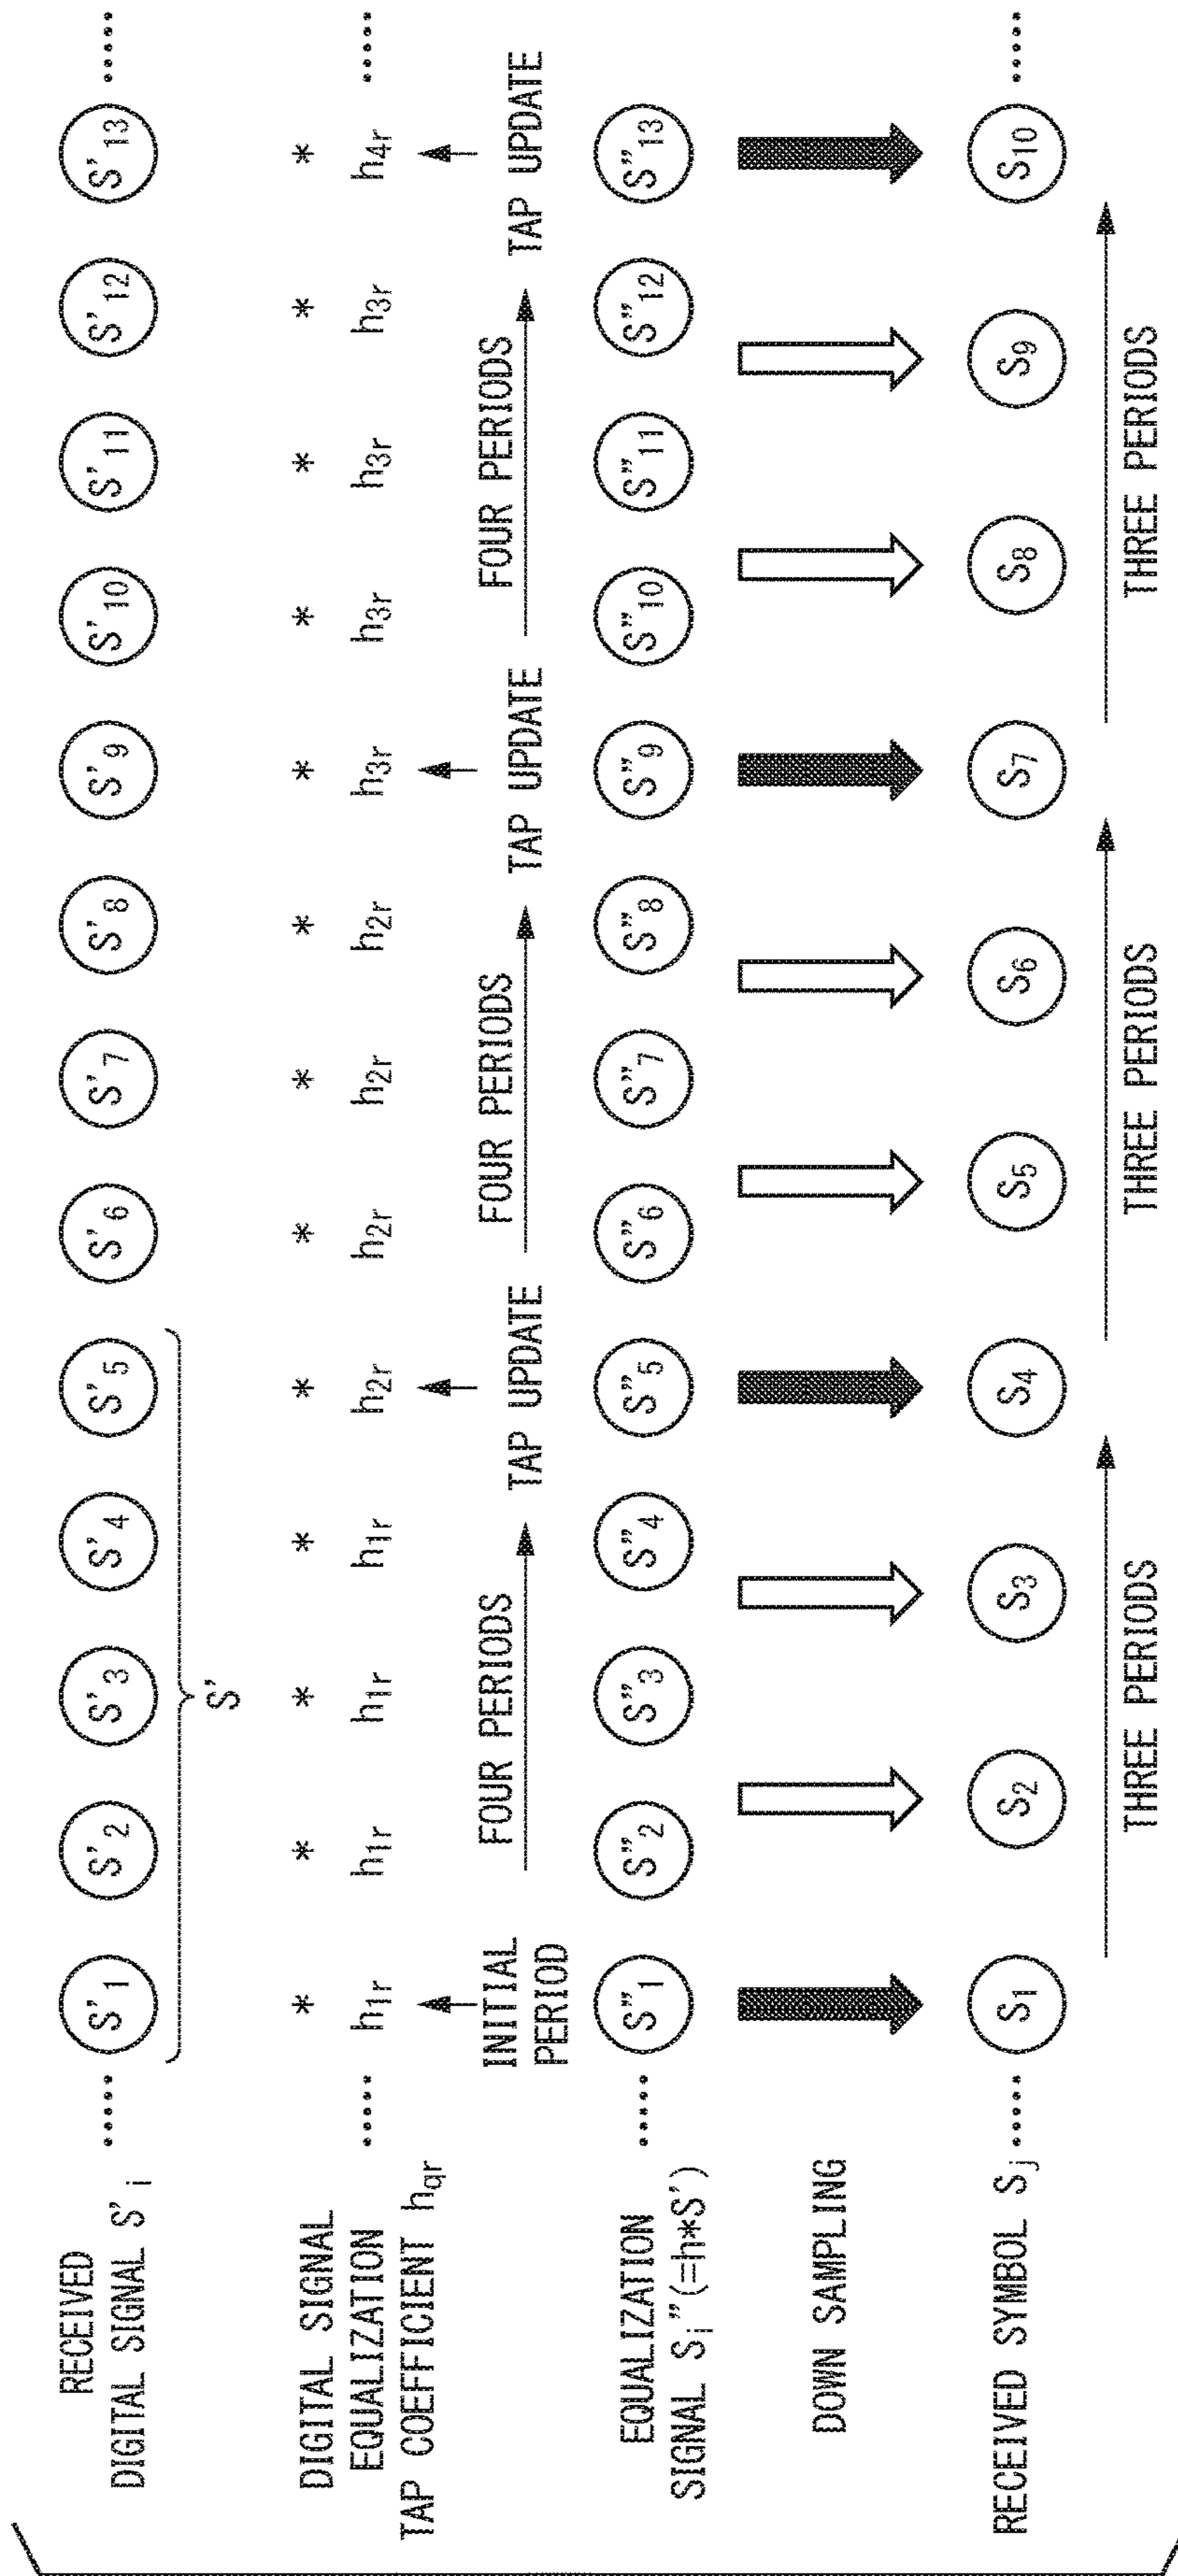 RECEIVED
DIGITAL SIGNAL S'i ····· S'1 S'2 S'3 S'4 S'5 S'6 S'7 S'8 S'9 S'10 S'11 S'12 S'13 ·····
S'
DIGITAL SIGNAL
EQUALIZATION
TAP COEFFICIENT hqr
* * * * * * * * * * * * *
····· h1r h1r h1r h1r h2r h2r h2r h2r h3r h3r h3r h3r h4r ·····
INITIAL
PERIOD
FOUR PERIODS TAP UPDATE FOUR PERIODS TAP UPDATE FOUR PERIODS TAP UPDATE
EQUALIZATION
SIGNAL Si"(=h*S')
····· S"1 S"2 S"3 S"4 S"5 S"6 S"7 S"8 S"9 S"10 S"11 S"12 S"13
DOWN SAMPLING
RECEIVED SYMBOL Sj ····· S1 S2 S3 S4 S5 S6 S7 S8 S9 S10 ·····
THREE PERIODS THREE PERIODS THREE PERIODS